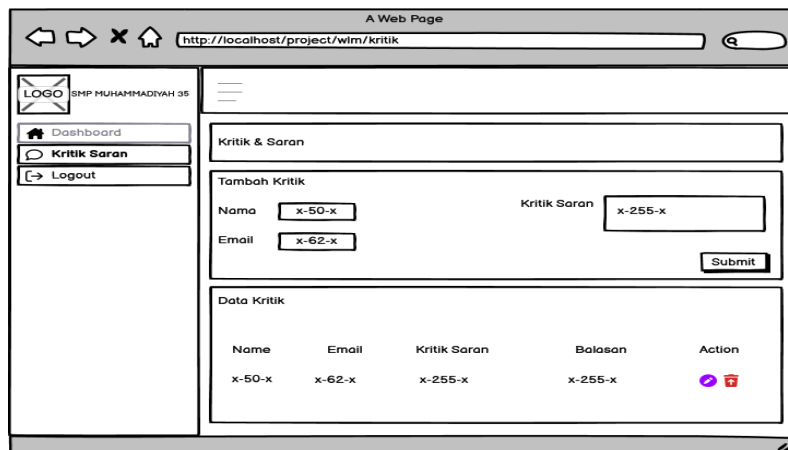 A Web Page
http://localhost/project/wlm/kritik
LOGO SMP MUHAMMADIYAH 35
Dashboard
Kritik Saran
Logout
Kritik & Saran
Tambah Kritik
Nama x-50-x Kritik Saran x-255-x
Email x-62-x
Submit
Data Kritik
Name Email Kritik Saran Balasan Action
x-50-x x-62-x x-255-x x-255-x